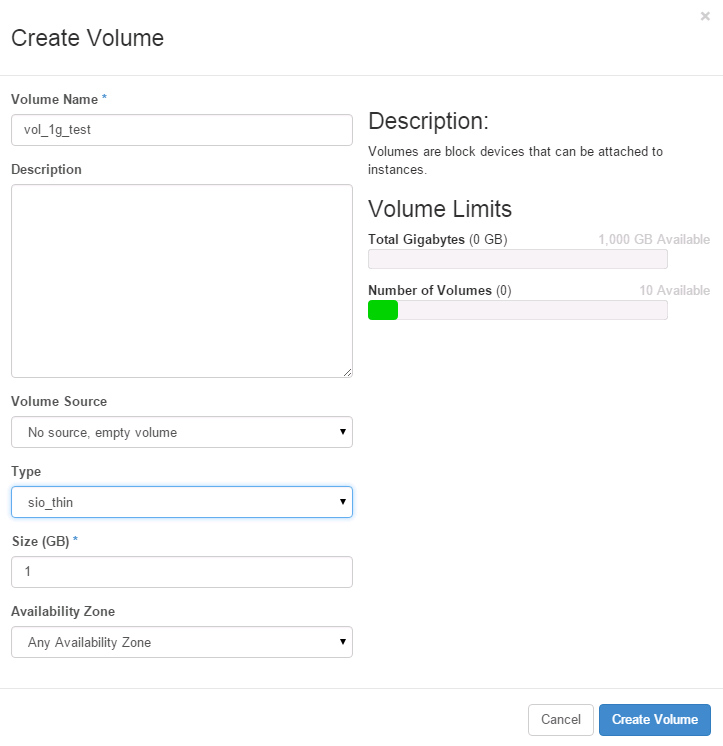 ×
Create Volume
Volume Name *
vol_1g_test
Description
Volume Source
No source, empty volume
Type
sio_thin
Size (GB) *
1
Availability Zone
Any Availability Zone
Description:
Volumes are block devices that can be attached to
instances.
Volume Limits
Total Gigabytes (0 GB) 1,000 GB Available
Number of Volumes (0) 10 Available
Cancel Create Volume